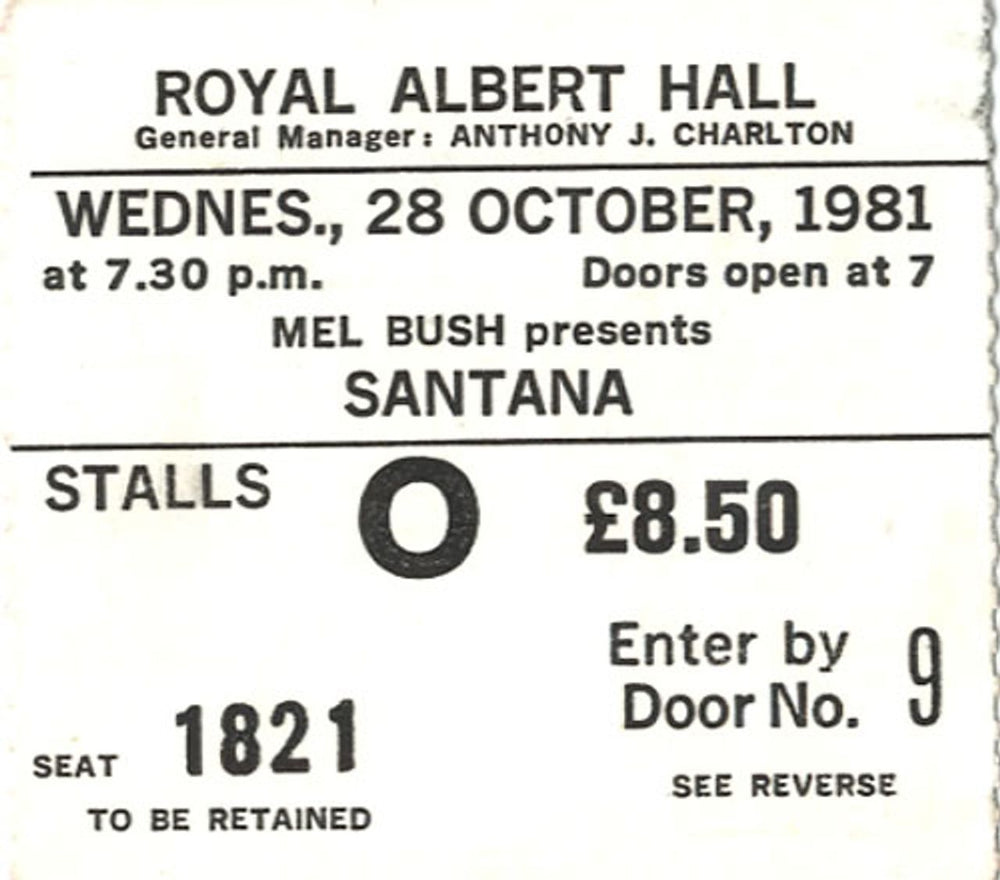 ROYAL ALBERT HALL
General Manager: ANTHONY J. CHARLTON
WEDNES., 28 OCTOBER, 1981
at 7.30 p.m. Doors open at 7
MEL BUSH presents
SANTANA
STALLS O £8.50
Enter by
Door No. 9
SEAT 1821
SEE REVERSE
TO BE RETAINED